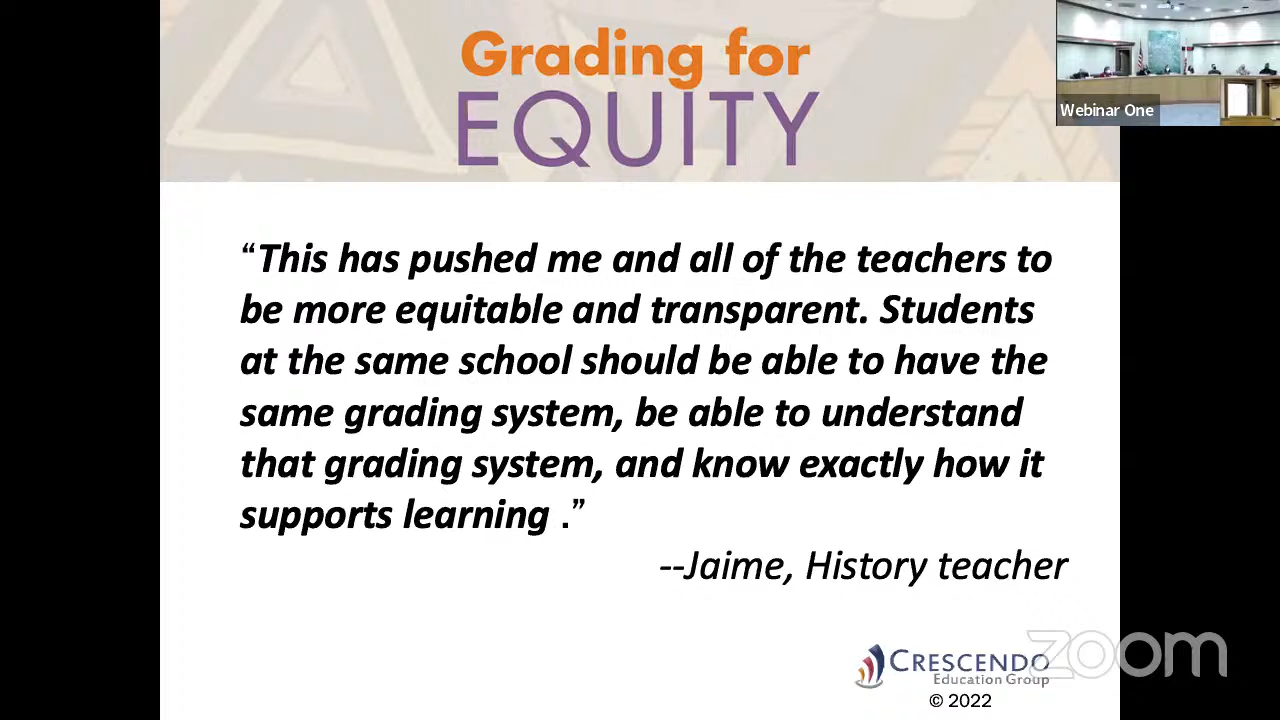 Grading for
EQUITY
Webinar One
“This has pushed me and all of the teachers to
be more equitable and transparent. Students
at the same school should be able to have the
same grading system, be able to understand
that grading system, and know exactly how it
supports learning .”
--Jaime, History teacher
CRESCENDO
Education Group
© 2022
zoom